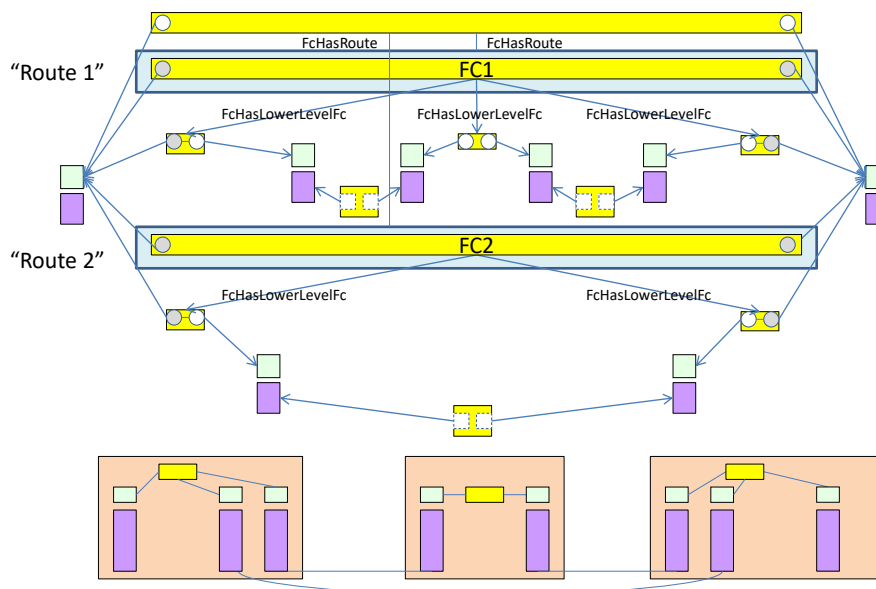 FcHasRoute FcHasRoute
“Route 1” FC1
FcHasLowerLevelFc FcHasLowerLevelFc FcHasLowerLevelFc
“Route 2” FC2
FcHasLowerLevelFc FcHasLowerLevelFc